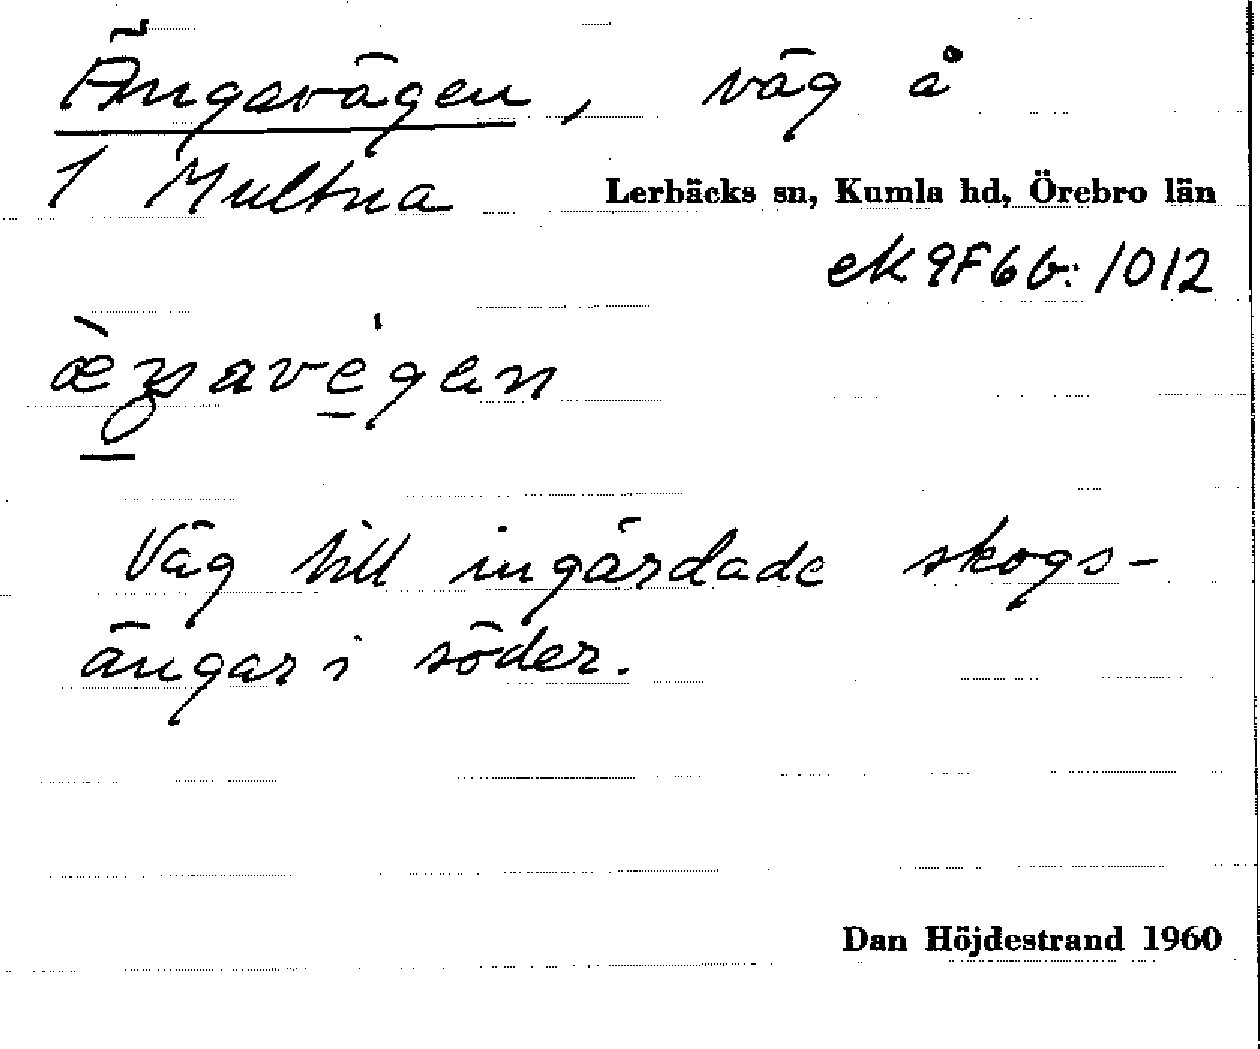 Ängavägen, väg å
1 Multna Lerbäcks sn, Kumla hd, Örebro län
ek 9F6b: 1012
Väg till ingärdade skogs-
ängar i söder.
Dan Höjdestrand 1960